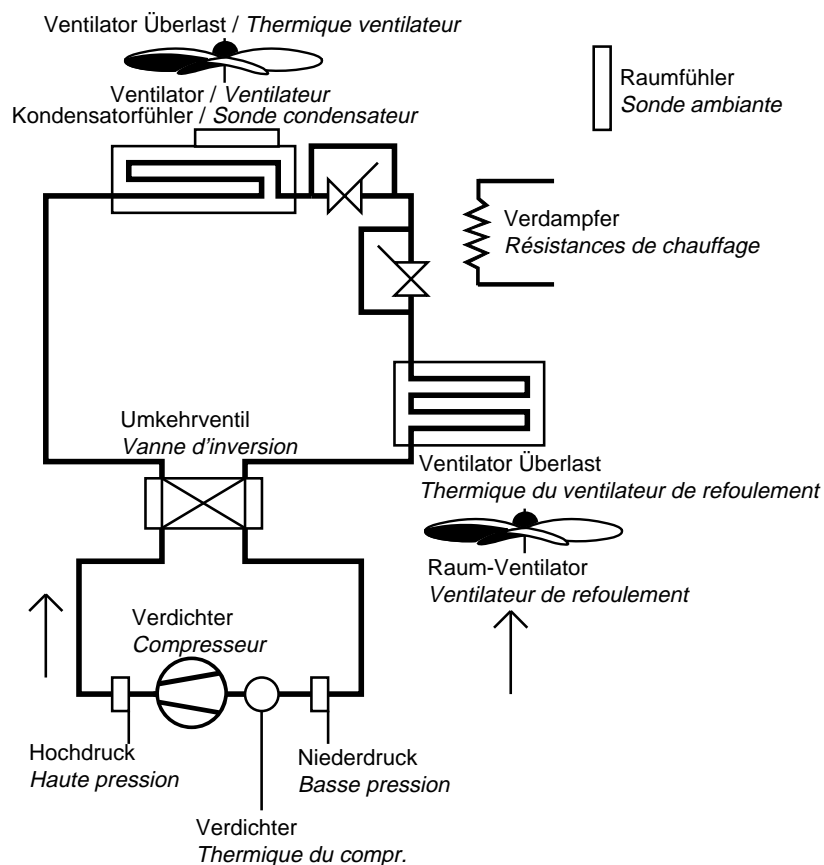 Ventilator Überlast / Thermique ventilateur
Ventilator / Ventilateur
Kondensatorfühler / Sonde condensateur
Raumfühler
Sonde ambiante
Verdampfer
Résistances de chauffage
Umkehrventil
Vanne d'inversion
Ventilator Überlast
Thermique du ventilateur de refoulement
Raum-Ventilator
Ventilateur de refoulement
Verdichter
Compresseur
Hochdruck
Haute pression
Niederdruck
Basse pression
Verdichter
Thermique du compr.